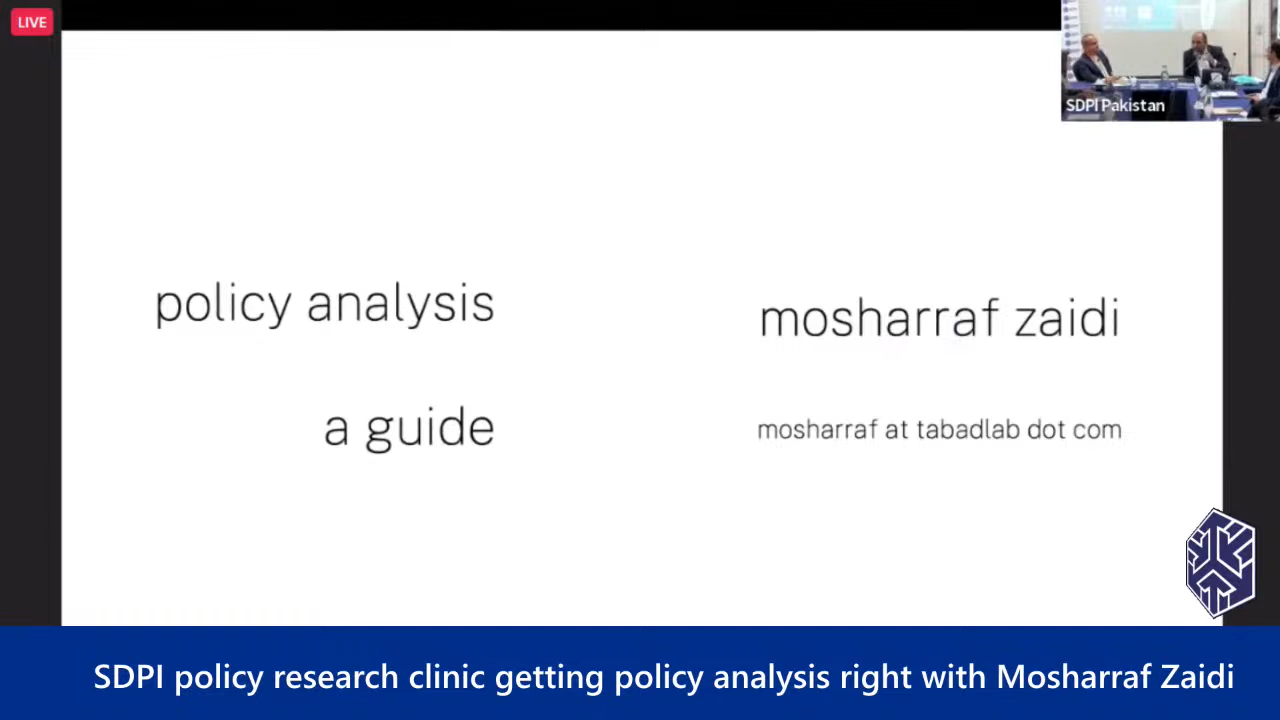 LIVE
SDPI Pakistan
policy analysis
a guide
mosharraf zaidi
mosharraf at tabadlab dot com
SDPI policy research clinic getting policy analysis right with Mosharraf Zaidi